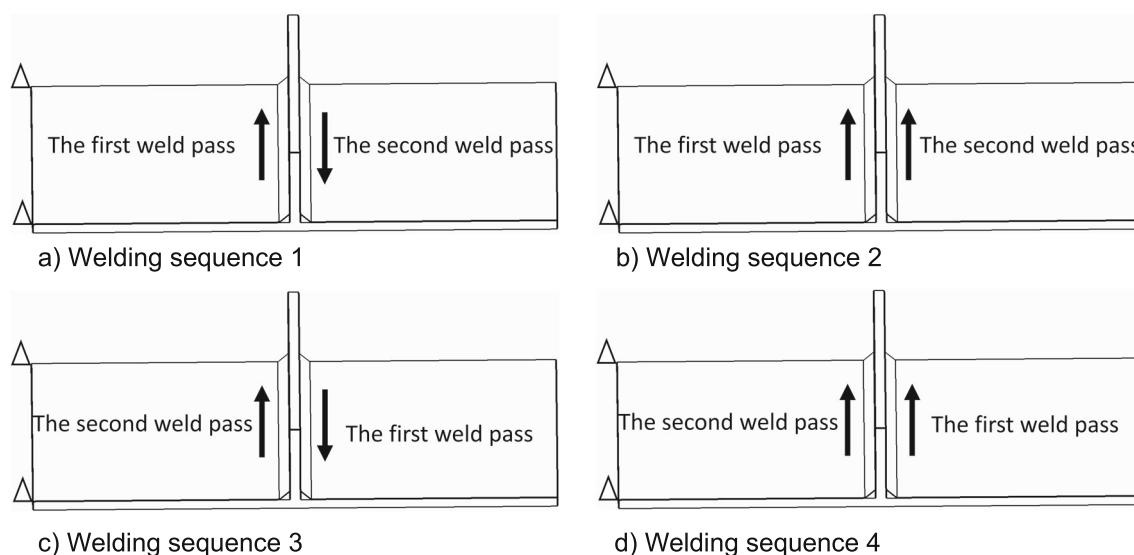 The first weld pass
The second weld pass
a) Welding sequence 1
The first weld pass
The second weld pass
b) Welding sequence 2
The second weld pass
The first weld pass
c) Welding sequence 3
The second weld pass
The first weld pass
d) Welding sequence 4